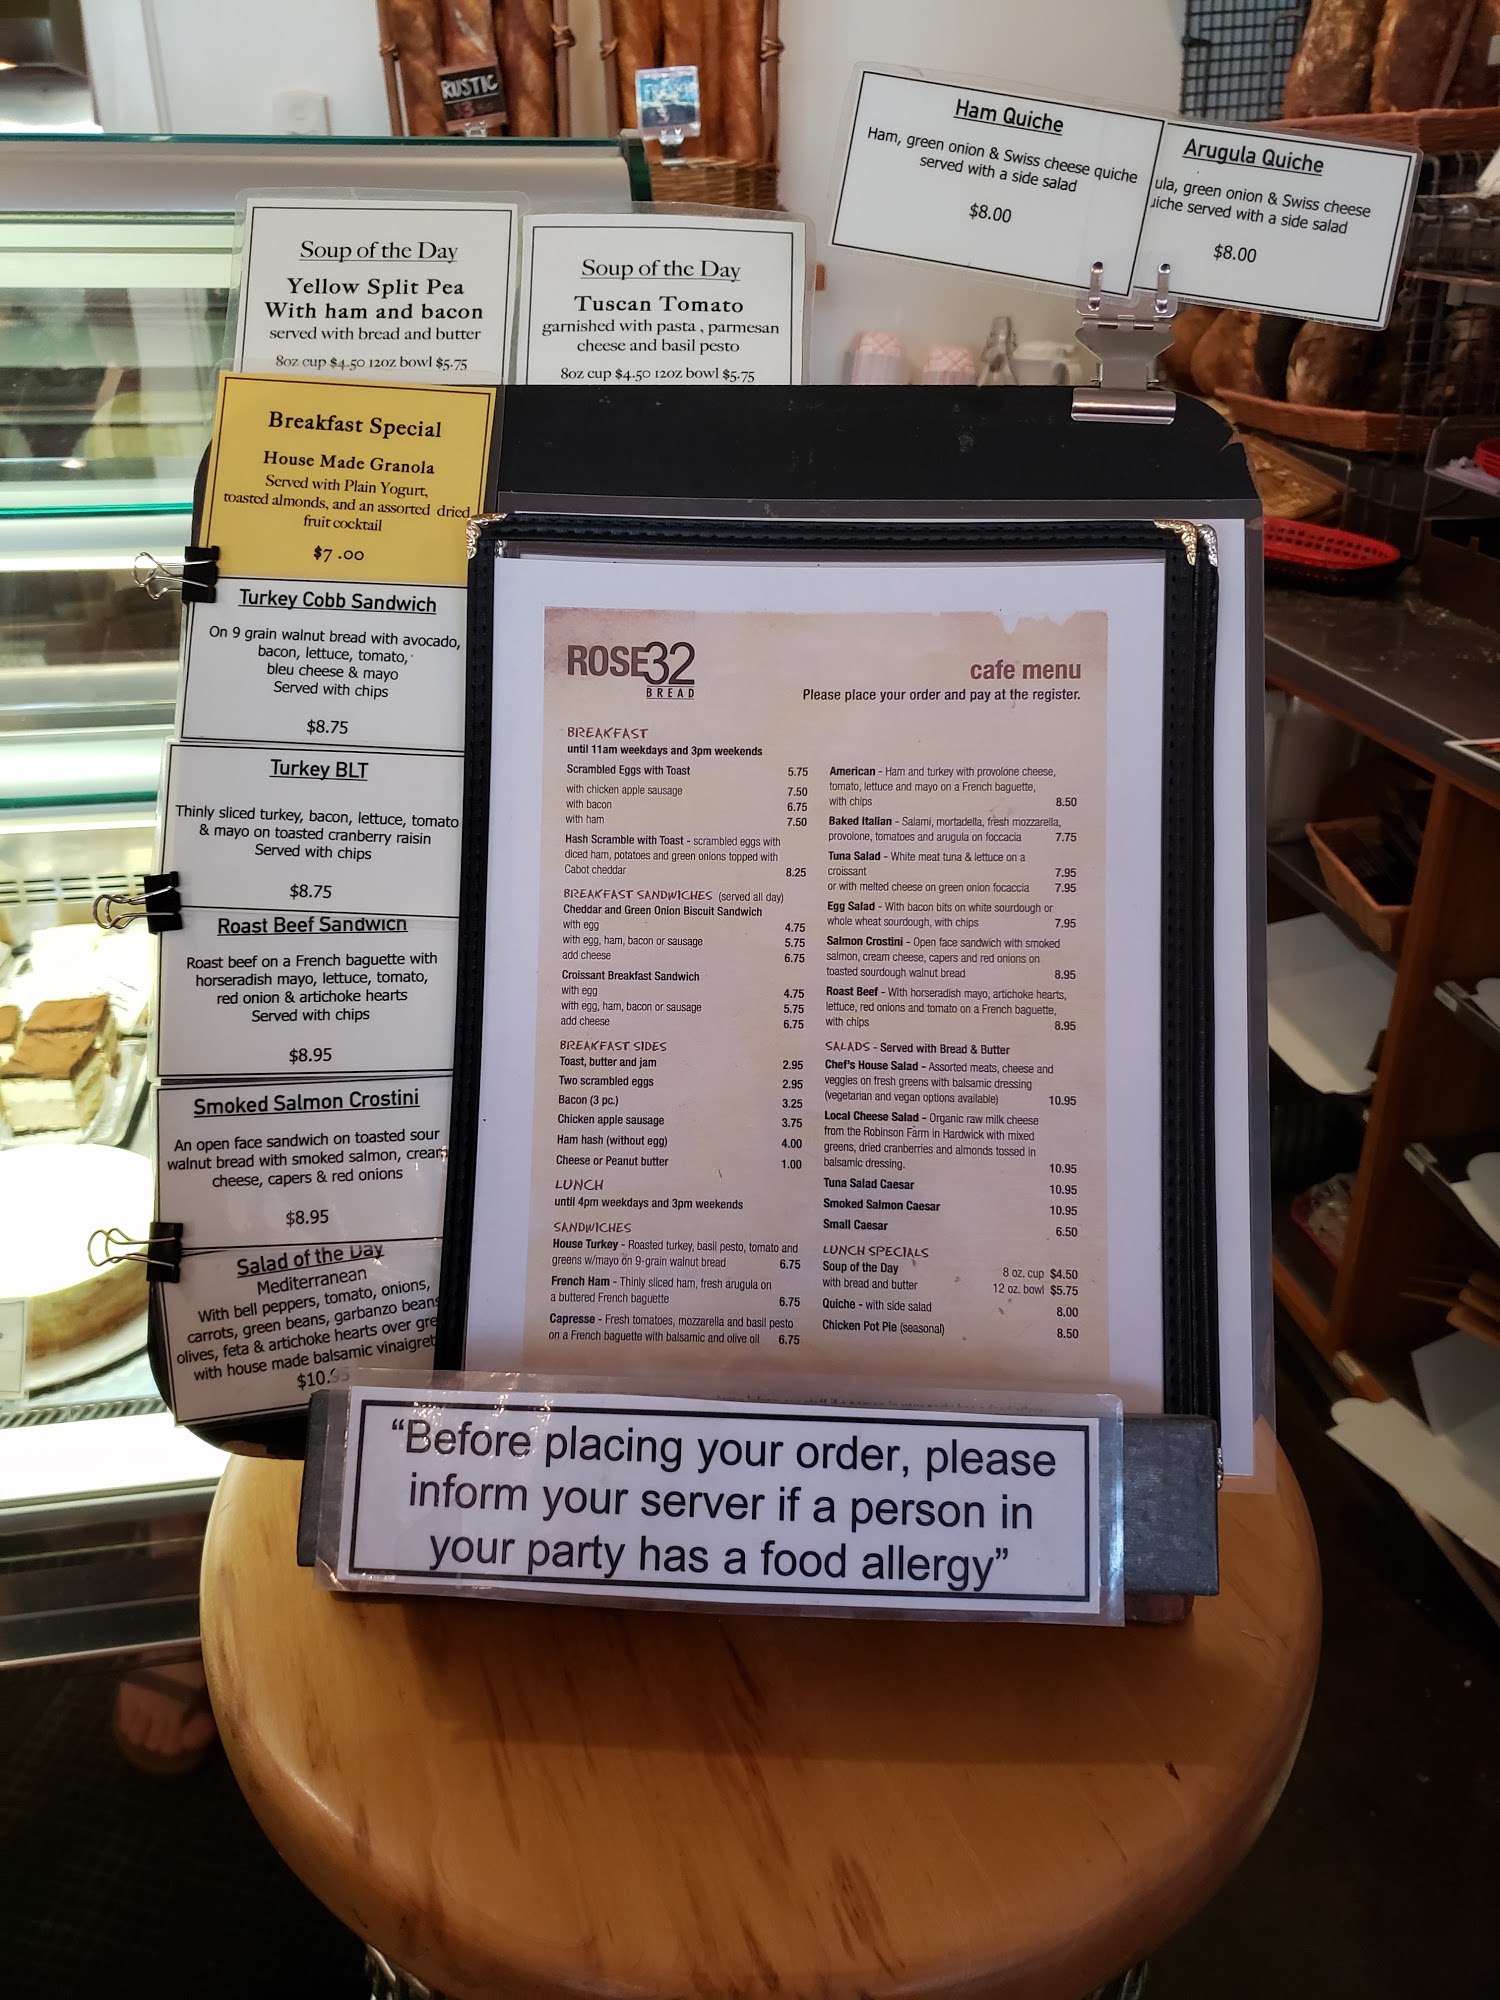 RUSTIC
Ham Quiche
Ham, green onion & Swiss cheese quiche
served with a side salad
$8.00
Arugula Quiche
ula, green onion & Swiss cheese
uiche served with a side salad
$8.00
Soup of the Day
Yellow Split Pea
With ham and bacon
served with bread and butter
8oz cup $4.50 12oz bowl $5.75
Soup of the Day
Tuscan Tomato
garnished with pasta , parmesan
cheese and basil pesto
8oz cup $4.50 12oz bowl $5.75
Breakfast Special
House Made Granola
Served with Plain Yogurt,
toasted almonds, and an assorted dried
fruit cocktail
$7.00
Turkey Cobb Sandwich
On 9 grain walnut bread with avocado,
bacon, lettuce, tomato,
bleu cheese & mayo
Served with chips
$8.75
Turkey BLT
Thinly sliced turkey, bacon, lettuce, tomato
& mayo on toasted cranberry raisin
Served with chips
$8.75
Roast Beef Sandwich
Roast beef on a French baguette with
horseradish mayo, lettuce, tomato,
red onion & artichoke hearts
Served with chips
$8.95
Smoked Salmon Crostini
An open face sandwich on toasted sour
walnut bread with smoked salmon, cream
cheese, capers & red onions
$8.95
Salad of the Day
Mediterranean
With bell peppers, tomato, onions,
carrots, green beans, garbanzo beans
olives, feta & artichoke hearts over gre
with house made balsamic vinaigret
$10.95
ROSE32
BREAD
cafe menu
Please place your order and pay at the register.
BREAKFAST
until 11am weekdays and 3pm weekends
Scrambled Eggs with Toast 5.75
with chicken apple sausage 7.50
with bacon 6.75
with ham 7.50
Hash Scramble with Toast - scrambled eggs with
diced ham, potatoes and green onions topped with
Cabot cheddar 8.25
BREAKFAST SANDWICHES (served all day)
Cheddar and Green Onion Biscuit Sandwich
with egg 4.75
with egg, ham, bacon or sausage 5.75
add cheese 6.75
Croissant Breakfast Sandwich
with egg 4.75
with egg, ham, bacon or sausage 5.75
add cheese 6.75
BREAKFAST SIDES
Toast, butter and jam 2.95
Two scrambled eggs 2.95
Bacon (3 pc.) 3.25
Chicken apple sausage 3.75
Ham hash (without egg) 4.00
Cheese or Peanut butter 1.00
LUNCH
until 4pm weekdays and 3pm weekends
SANDWICHES
House Turkey - Roasted turkey, basil pesto, tomato and
greens w/mayo on 9-grain walnut bread 6.75
French Ham - Thinly sliced ham, fresh arugula on
a buttered French baguette 6.75
Capresse - Fresh tomatoes, mozzarella and basil pesto
on a French baguette with balsamic and olive oil 6.75
American - Ham and turkey with provolone cheese,
tomato, lettuce and mayo on a French baguette,
with chips 8.50
Baked Italian - Salami, mortadella, fresh mozzarella,
provolone, tomatoes and arugula on foccacia 7.75
Tuna Salad - White meat tuna & lettuce on a
croissant 7.95
or with melted cheese on green onion focaccia 7.95
Egg Salad - With bacon bits on white sourdough or
whole wheat sourdough, with chips 7.95
Salmon Crostini - Open face sandwich with smoked
salmon, cream cheese, capers and red onions on
toasted sourdough walnut bread 8.95
Roast Beef - With horseradish mayo, artichoke hearts,
lettuce, red onions and tomato on a French baguette,
with chips 8.95
SALADS - Served with Bread & Butter
Chef's House Salad - Assorted meats, cheese and
veggies on fresh greens with balsamic dressing
(vegetarian and vegan options available) 10.95
Local Cheese Salad - Organic raw milk cheese
from the Robinson Farm in Hardwick with mixed
greens, dried cranberries and almonds tossed in
balsamic dressing. 10.95
Tuna Salad Caesar 10.95
Smoked Salmon Caesar 10.95
Small Caesar 6.50
LUNCH SPECIALS
Soup of the Day 8 oz. cup $4.50
with bread and butter 12 oz. bowl $5.75
Quiche - with side salad 8.00
Chicken Pot Pie (seasonal) 8.50
“Before placing your order, please
inform your server if a person in
your party has a food allergy”